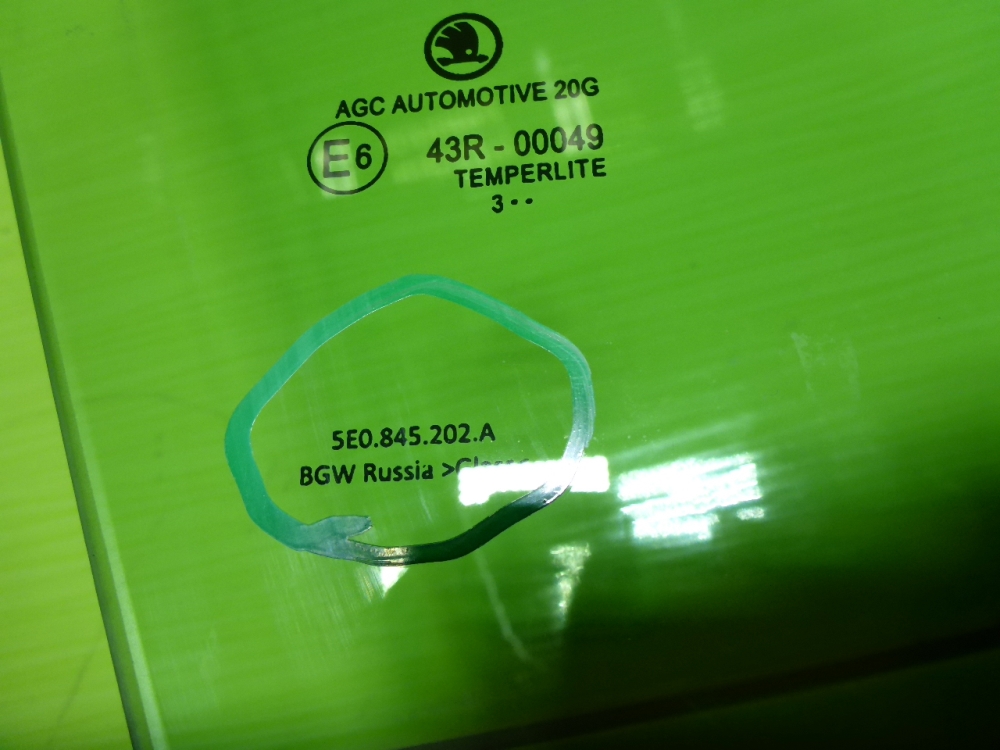 AGC AUTOMOTIVE 20G
E6
43R - 00049
TEMPERLITE
3 • •
5E0.845.202.A
BGW Russia